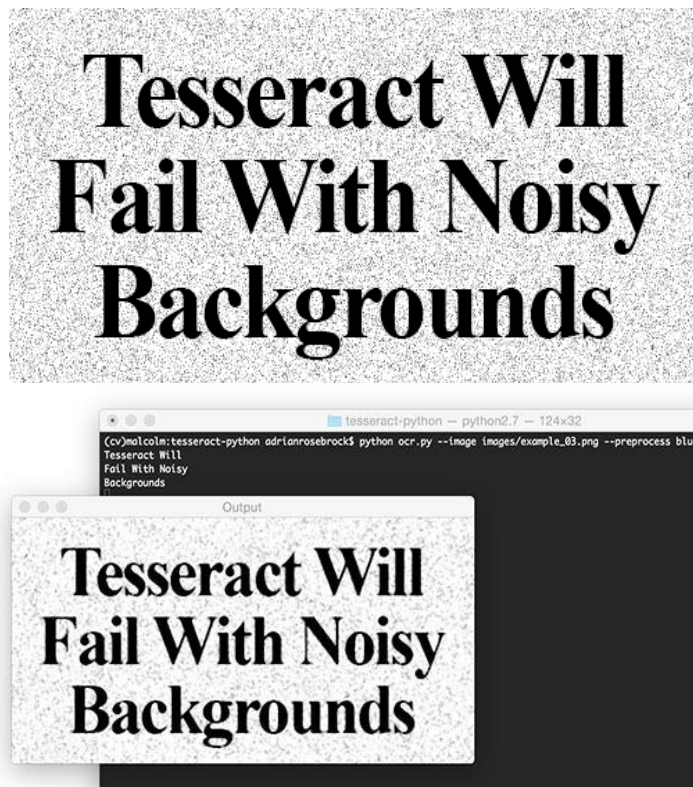 Tesseract Will
Fail With Noisy
Backgrounds
tesseract-python — python2.7 — 124×32
(cv)malcolm:tesseract-python adrianrosebrock$ python ocr.py --image images/example_03.png --preprocess blu
Tesseract Will
Fail With Noisy
Backgrounds
Output
Tesseract Will
Fail With Noisy
Backgrounds